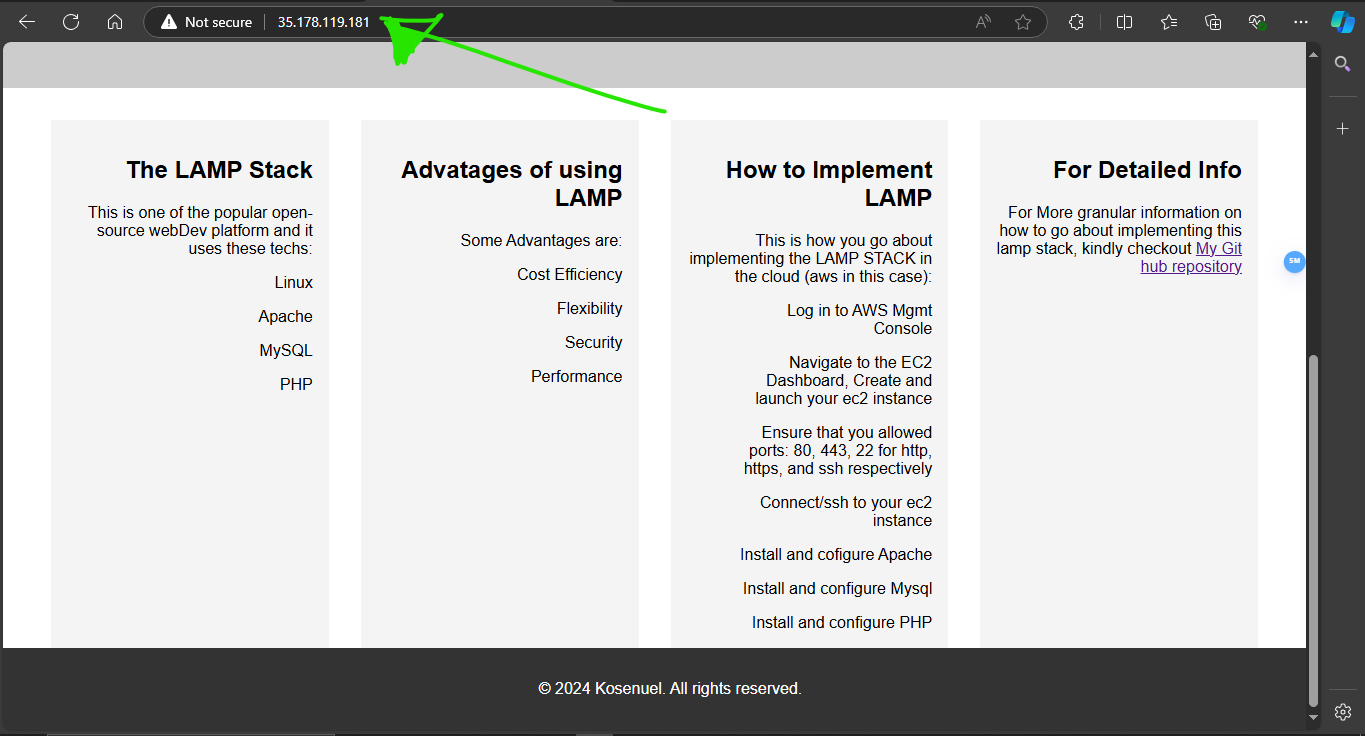 Not secure
35.178.119.181
The LAMP Stack
This is one of the popular open-
source webDev platform and it
uses these techs:
Linux
Apache
MySQL
PHP
Advatages of using
LAMP
Some Advantages are:
Cost Efficiency
Flexibility
Security
Performance
How to Implement
LAMP
This is how you go about
implementing the LAMP STACK in
the cloud (aws in this case):
Log in to AWS Mgmt
Console
Navigate to the EC2
Dashboard, Create and
launch your ec2 instance
Ensure that you allowed
ports: 80, 443, 22 for http,
https, and ssh respectively
Connect/ssh to your ec2
instance
Install and cofigure Apache
Install and configure Mysql
Install and configure PHP
For Detailed Info
For More granular information on
how to go about implementing this
lamp stack, kindly checkout My Git
hub repository
SM
© 2024 Kosenuel. All rights reserved.